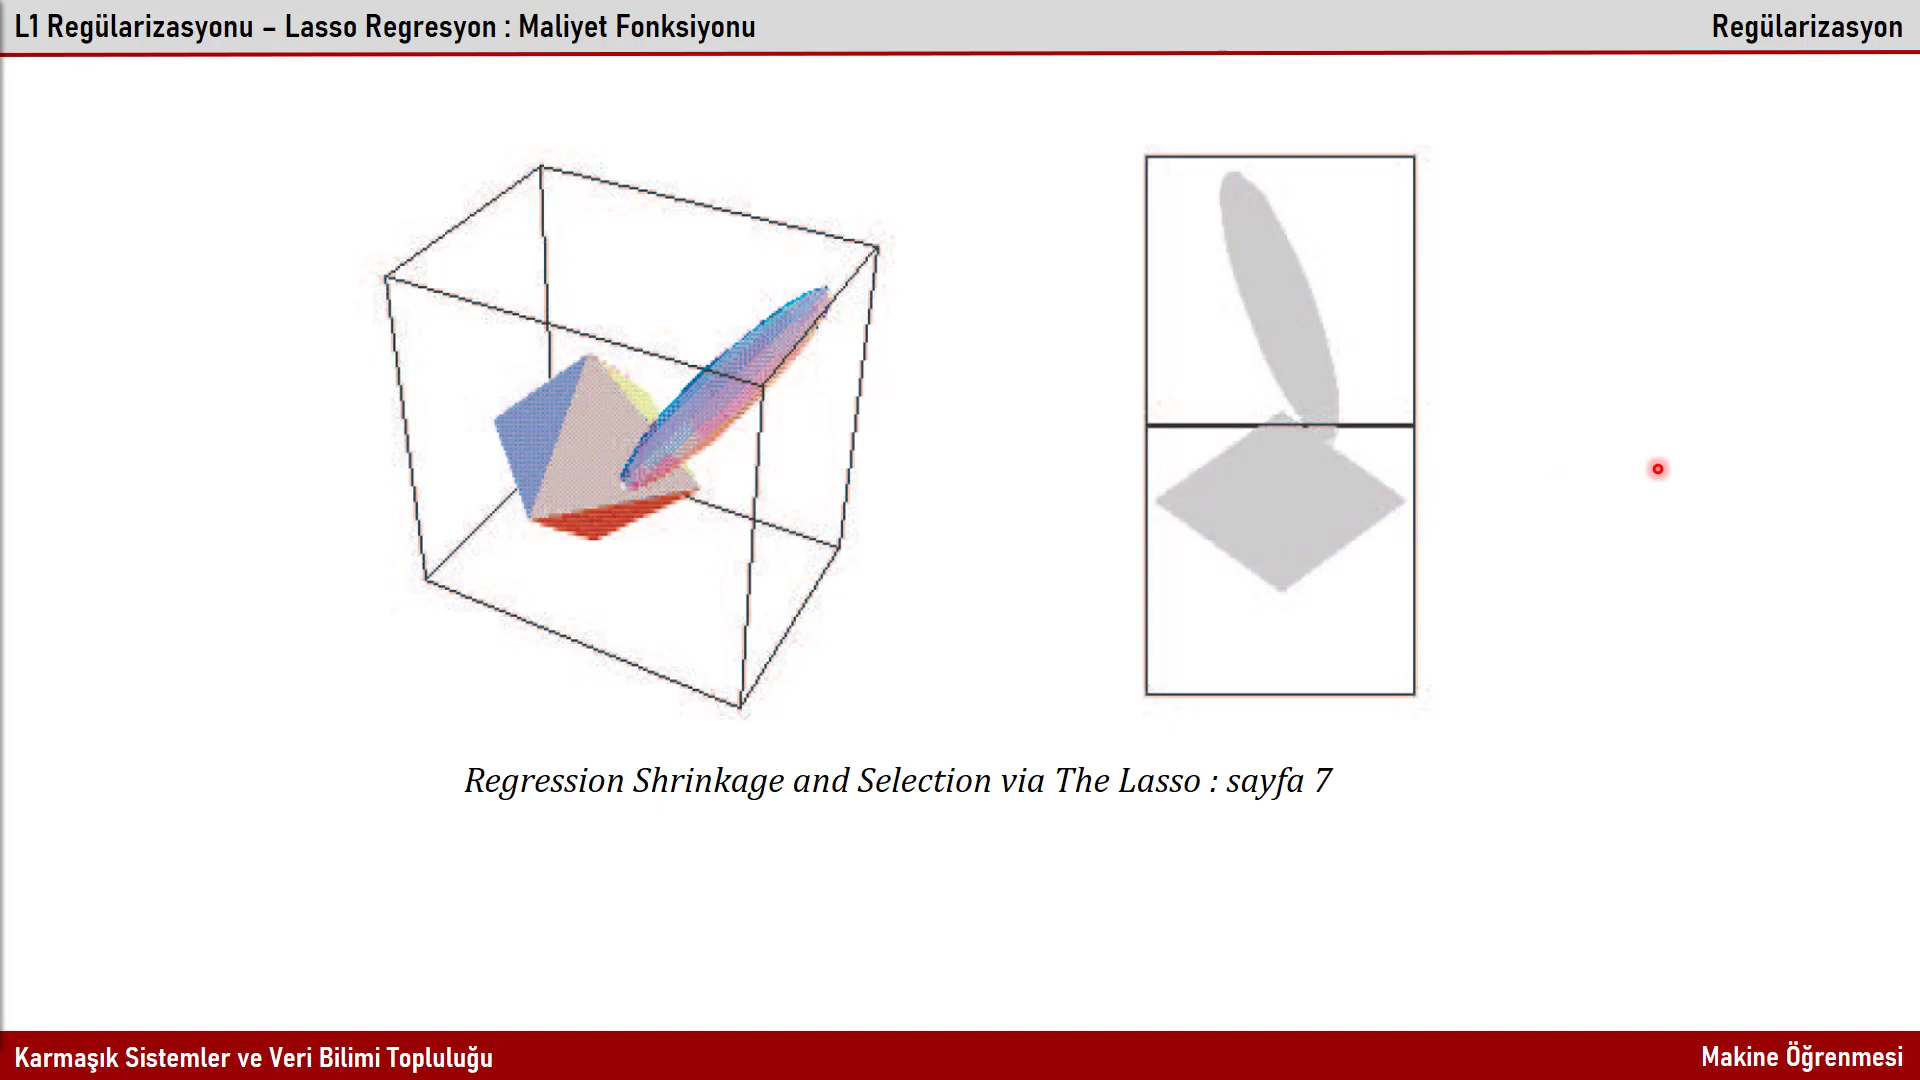 L1 Regülarizasyonu – Lasso Regresyon : Maliyet Fonksiyonu
Regülarizasyon
Regression Shrinkage and Selection via The Lasso : sayfa 7
Karmaşık Sistemler ve Veri Bilimi Topluluğu
Makine Öğrenmesi